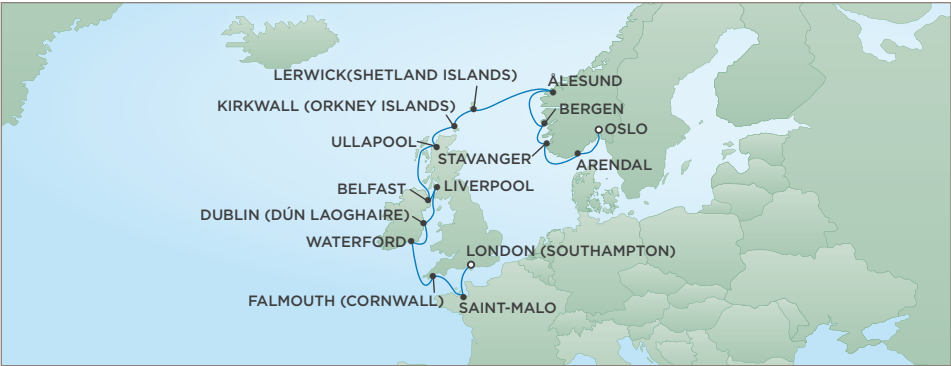 LERWICK(SHETLAND ISLANDS)
ÅLESUND
KIRKWALL (ORKNEY ISLANDS)
BERGEN
OSLO
ULLAPOOL
STAVANGER
ARENDAL
BELFAST
LIVERPOOL
DUBLIN (DÚN LAOGHAIRE)
WATERFORD
LONDON (SOUTHAMPTON)
FALMOUTH (CORNWALL)
SAINT-MALO